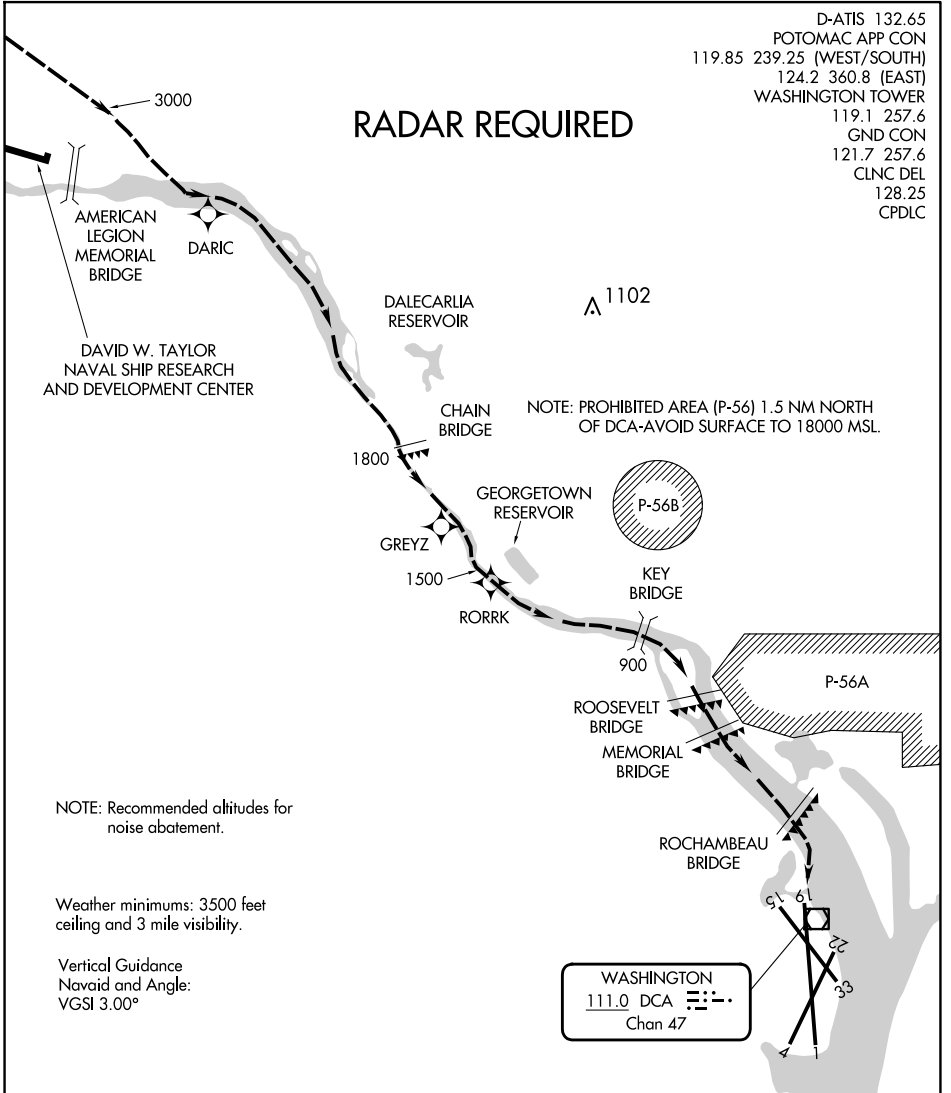 D-ATIS 132.65
POTOMAC APP CON
119.85 239.25 (WEST/SOUTH)
124.2 360.8 (EAST)
WASHINGTON TOWER
119.1 257.6
GND CON
121.7 257.6
CLNC DEL
128.25
CPDLC
3000
RADAR REQUIRED
AMERICAN
LEGION
MEMORIAL
BRIDGE
DARIC
DAVID W. TAYLOR
NAVAL SHIP RESEARCH
AND DEVELOPMENT CENTER
DALECARLIA
RESERVOIR
1102
NOTE: PROHIBITED AREA (P-56) 1.5 NM NORTH
OF DCA-AVOID SURFACE TO 18000 MSL.
CHAIN
BRIDGE
1800
GEORGETOWN
RESERVOIR
P-56B
GREYZ
1500
RORRK
KEY
BRIDGE
900
P-56A
ROOSEVELT
BRIDGE
MEMORIAL
BRIDGE
NOTE: Recommended altitudes for
noise abatement.
ROCHAMBEAU
BRIDGE
Weather minimums: 3500 feet
ceiling and 3 mile visibility.
Vertical Guidance
Navaid and Angle:
VGSI 3.00°
15
19
22
33
4
1
WASHINGTON
111.0 DCA
Chan 47